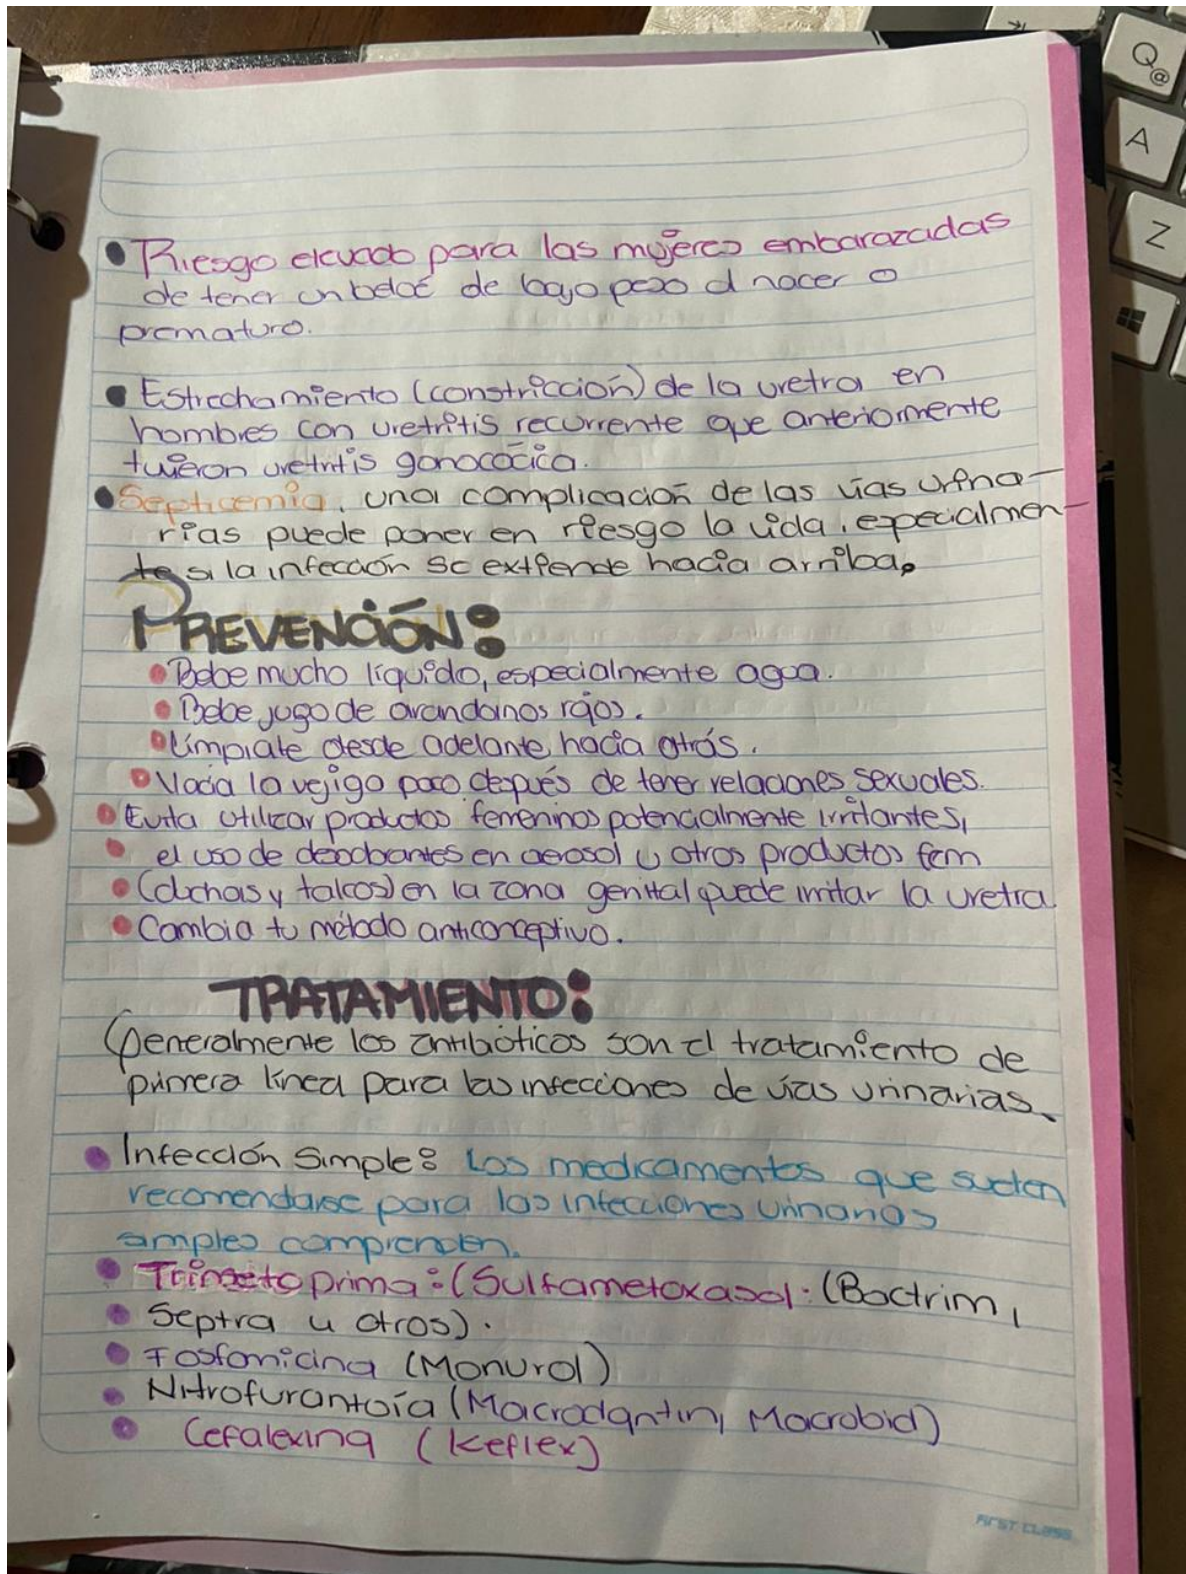 • Riesgo elevado para las mujeres embarazadas
de tener un bebé de bajo peso al nacer o
prematuro.
• Estrechamiento (constricción) de la uretra en
hombres con uretritis recurrente que anteriormente
tuvieron uretritis gonocócica.
• Septicemia, una complicación de las vías urina-
rias puede poner en riesgo la vida, especialmen-
te si la infección se extiende hacia arriba.
PREVENCIÓN:
• Bebe mucho líquido, especialmente agua.
• Bebe jugo de arandanos rojos.
• Límpiate desde adelante hacia atrás.
• Vacía la vejiga poco después de tener relaciones sexuales.
• Evita utilizar productos femeninos potencialmente irritantes,
• el uso de desodorantes en aerosol u otros productos fem
• (duchas y talcos) en la zona genital puede irritar la uretra.
• Cambia tu método anticonceptivo.
TRATAMIENTO:
Generalmente los antibióticos son el tratamiento de
primera línea para las infecciones de vías urinarias.
• Infección Simple: Los medicamentos que suelen
recomendarse para las infecciones urinarias
simples comprenden.
• Trimetoprima: (Sulfametoxasol: (Bactrim,
• Septra u otros).
• Fosfomicina (Monurol)
• Nitrofurantoía (Macrodantin, Macrobid)
• Cefalexina (Keflex)
FIRST CLASS
Q
@
A
Z